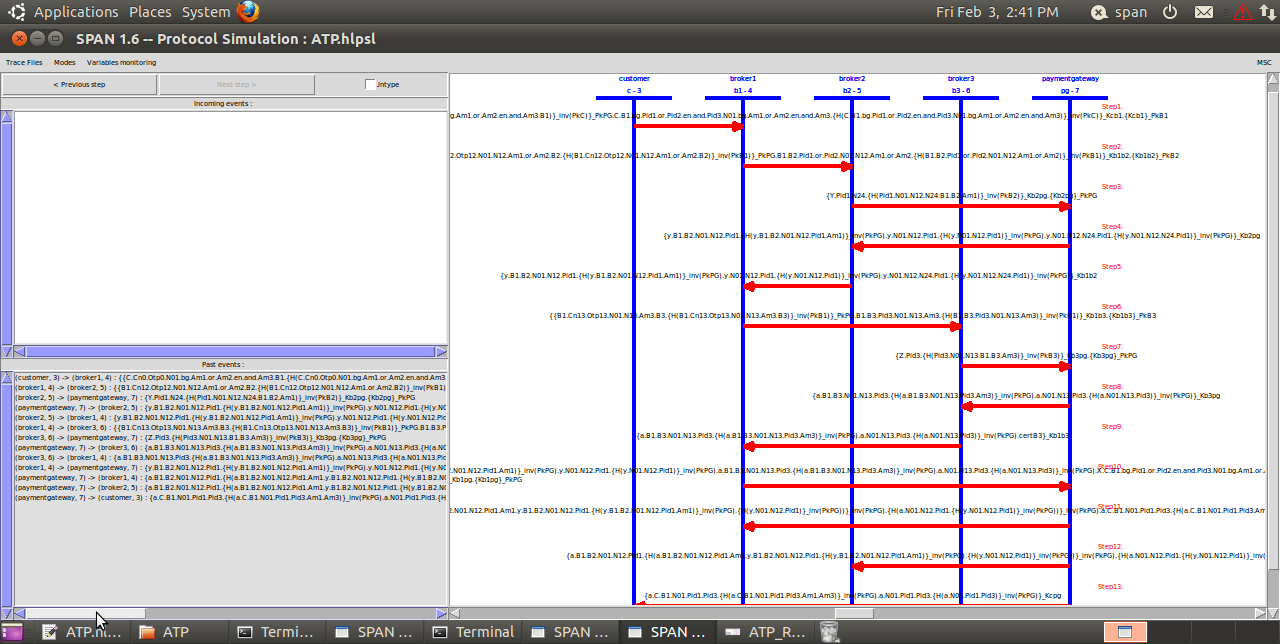 Applications Places System
Fri Feb 3, 2:41 PM span
SPAN 1.6 -- Protocol Simulation : ATP.hlpsl
Trace Files Modes Variables monitoring MSC
< Previous step Next step > Intype
Incoming events :
Past events :
(customer, 3) -> (broker1, 4) : {{C.Cn0.Otp0.N01.bg.Am1.or.Am2.en.and.Am3.B1.{H(C.Cn0.Otp0.N01.bg.Am1.or.Am2.en.and.Am3
(broker1, 4) -> (broker2, 5) : {{B1.Cn12.Otp12.N01.N12.Am1.or.Am2.B2.{H(B1.Cn12.Otp12.N01.N12.Am1.or.Am2.B2)}_inv(PkB1)
(broker2, 5) -> (paymentgateway, 7) : {Y.Pid1.N24.{H(Pid1.N01.N12.N24.B1.B2.Am1)}_inv(PkB2)}_Kb2pg.{Kb2pg}_PkPG
(paymentgateway, 7) -> (broker2, 5) : {y.B1.B2.N01.N12.Pid1.{H(y.B1.B2.N01.N12.Pid1.Am1)}_inv(PkPG).y.N01.N12.Pid1.{H(y.N0
(broker2, 5) -> (broker1, 4) : {y.B1.B2.N01.N12.Pid1.{H(y.B1.B2.N01.N12.Pid1.Am1)}_inv(PkPG).y.N01.N12.Pid1.{H(y.N01.N12.Pi
(broker1, 4) -> (broker3, 6) : {{B1.Cn13.Otp13.N01.N13.Am3.B3.{H(B1.Cn13.Otp13.N01.N13.Am3.B3)}_inv(PkB1)}_PkPG.B1.B3.P
(broker3, 6) -> (paymentgateway, 7) : {Z.Pid3.{H(Pid3.N01.N13.B1.B3.Am3)}_inv(PkB3)}_Kb3pg.{Kb3pg}_PkPG
(paymentgateway, 7) -> (broker3, 6) : {a.B1.B3.N01.N13.Pid3.{H(a.B1.B3.N01.N13.Pid3.Am3)}_inv(PkPG).a.N01.N13.Pid3.{H(a.N0
(broker3, 6) -> (broker1, 4) : {a.B1.B3.N01.N13.Pid3.{H(a.B1.B3.N01.N13.Pid3.Am3)}_inv(PkPG).a.N01.N13.Pid3.{H(a.N01.N13
(broker1, 4) -> (paymentgateway, 7) : {y.B1.B2.N01.N12.Pid1.{H(y.B1.B2.N01.N12.Pid1.Am1)}_inv(PkPG).y.N01.N12.Pid1.{H(y.N0
(paymentgateway, 7) -> (broker1, 4) : {a.B1.B2.N01.N12.Pid1.{H(a.B1.B2.N01.N12.Pid1.Am1.y.B1.B2.N01.N12.Pid1.{H(y.B1.B2.N0
(paymentgateway, 7) -> (broker2, 5) : {a.B1.B2.N01.N12.Pid1.{H(a.B1.B2.N01.N12.Pid1.Am1.y.B1.B2.N01.N12.Pid1.{H(y.B1.B2.N0
(paymentgateway, 7) -> (customer, 3) : {a.C.B1.N01.Pid1.Pid3.{H(a.C.B1.N01.Pid1.Pid3.Am1.Am3)}_inv(PkPG).a.N01.Pid1.Pid3.{H
customer broker1 broker2 broker3 paymentgateway
c - 3 b1 - 4 b2 - 5 b3 - 6 pg - 7
Step1.
g.Am1.or.Am2.en.and.Am3.B1)}_inv(PkC)}_PkPG.C.B1.bg.Pid1.or.Pid2.en.and.Pid3.N01.bg.Am1.or.Am2.en.and.Am3.{H(C.B1.bg.Pid1.or.Pid2.en.and.Pid3.N01.bg.Am1.or.Am2.en.and.Am3)}_inv(PkC)}_Kcb1.{Kcb1}_PkB1
Step2.
2.Otp12.N01.N12.Am1.or.Am2.B2.{H(B1.Cn12.Otp12.N01.N12.Am1.or.Am2.B2)}_inv(PkB1)}_PkPG.B1.B2.Pid1.or.Pid2.N01.N12.Am1.or.Am2.{H(B1.B2.Pid1.or.Pid2.N01.N12.Am1.or.Am2)}_inv(PkB1)}_Kb1b2.{Kb1b2}_PkB2
Step3.
{Y.Pid1.N24.{H(Pid1.N01.N12.N24.B1.B2.Am1)}_inv(PkB2)}_Kb2pg.{Kb2pg}_PkPG
Step4.
{y.B1.B2.N01.N12.Pid1.{H(y.B1.B2.N01.N12.Pid1.Am1)}_inv(PkPG).y.N01.N12.Pid1.{H(y.N01.N12.Pid1)}_inv(PkPG).y.N01.N12.N24.Pid1.{H(y.N01.N12.N24.Pid1)}_inv(PkPG)}_Kb2pg
Step5.
{y.B1.B2.N01.N12.Pid1.{H(y.B1.B2.N01.N12.Pid1.Am1)}_inv(PkPG).y.N01.N12.Pid1.{H(y.N01.N12.Pid1)}_inv(PkPG).y.N01.N12.N24.Pid1.{H(y.N01.N12.N24.Pid1)}_inv(PkPG)}_Kb1b2
Step6.
{{B1.Cn13.Otp13.N01.N13.Am3.B3.{H(B1.Cn13.Otp13.N01.N13.Am3.B3)}_inv(PkB1)}_PkPG.B1.B3.Pid3.N01.N13.Am3.{H(B1.B3.Pid3.N01.N13.Am3)}_inv(PkB1)}_Kb1b3.{Kb1b3}_PkB3
Step7.
{Z.Pid3.{H(Pid3.N01.N13.B1.B3.Am3)}_inv(PkB3)}_Kb3pg.{Kb3pg}_PkPG
Step8.
{a.B1.B3.N01.N13.Pid3.{H(a.B1.B3.N01.N13.Pid3.Am3)}_inv(PkPG).a.N01.N13.Pid3.{H(a.N01.N13.Pid3)}_inv(PkPG)}_Kb3pg
Step9.
{a.B1.B3.N01.N13.Pid3.{H(a.B1.B3.N01.N13.Pid3.Am3)}_inv(PkPG).a.N01.N13.Pid3.{H(a.N01.N13.Pid3)}_inv(PkPG).certB3}_Kb1b3
Step10.
2.N01.N12.Pid1.Am1)}_inv(PkPG).y.N01.N12.Pid1.{H(y.N01.N12.Pid1)}_inv(PkPG).a.B1.B3.N01.N13.Pid3.{H(a.B1.B3.N01.N13.Pid3.Am3)}_inv(PkPG).a.N01.N13.Pid3.{H(a.N01.N13.Pid3)}_inv(PkPG).X.C.B1.bg.Pid1.or.Pid2.en.and.Pid3.N01.bg.Am1.or.
_Kb1pg.{Kb1pg}_PkPG
Step11.
2.N01.N12.Pid1.Am1.y.B1.B2.N01.N12.Pid1.{H(y.B1.B2.N01.N12.Pid1.Am1)}_inv(PkPG).{H(y.N01.N12.Pid1)}_inv(PkPG))}_inv(PkPG).{H(a.N01.N12.Pid1.{H(y.N01.N12.Pid1)}_inv(PkPG))}_inv(PkPG).a.C.B1.N01.Pid1.Pid3.{H(a.C.B1.N01.Pid1.Pid3.Am
Step12.
{a.B1.B2.N01.N12.Pid1.{H(a.B1.B2.N01.N12.Pid1.Am1.y.B1.B2.N01.N12.Pid1.{H(y.B1.B2.N01.N12.Pid1.Am1)}_inv(PkPG).{H(y.N01.N12.Pid1)}_inv(PkPG))}_inv(PkPG).{H(a.N01.N12.Pid1.{H(y.N01.N12.Pid1)}_inv(
Step13.
{a.C.B1.N01.Pid1.Pid3.{H(a.C.B1.N01.Pid1.Pid3.Am1.Am3)}_inv(PkPG).a.N01.Pid1.Pid3.{H(a.N01.Pid1.Pid3)}_inv(PkPG)}_Kcpg
ATP.hl... ATP Termi... SPAN ... Terminal SPAN ... SPAN ... ATP_R...